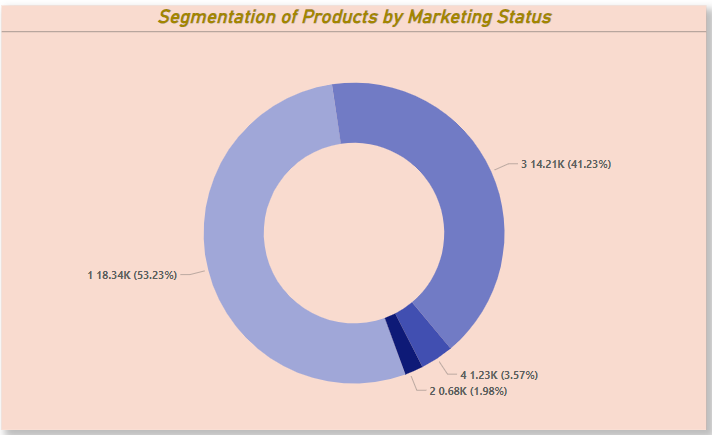 Segmentation of Products by Marketing Status
3 14.21K (41.23%)
1 18.34K (53.23%)
4 1.23K (3.57%)
2 0.68K (1.98%)